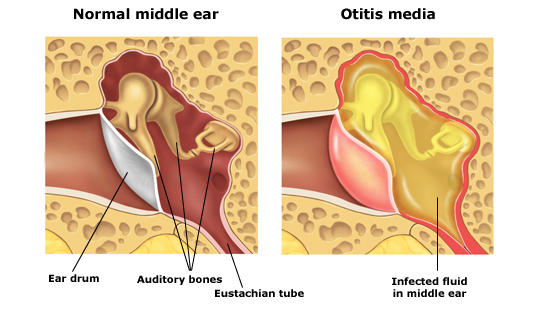 Normal middle ear
Otitis media
Ear drum
Auditory bones
Eustachian tube
Infected fluid
in middle ear